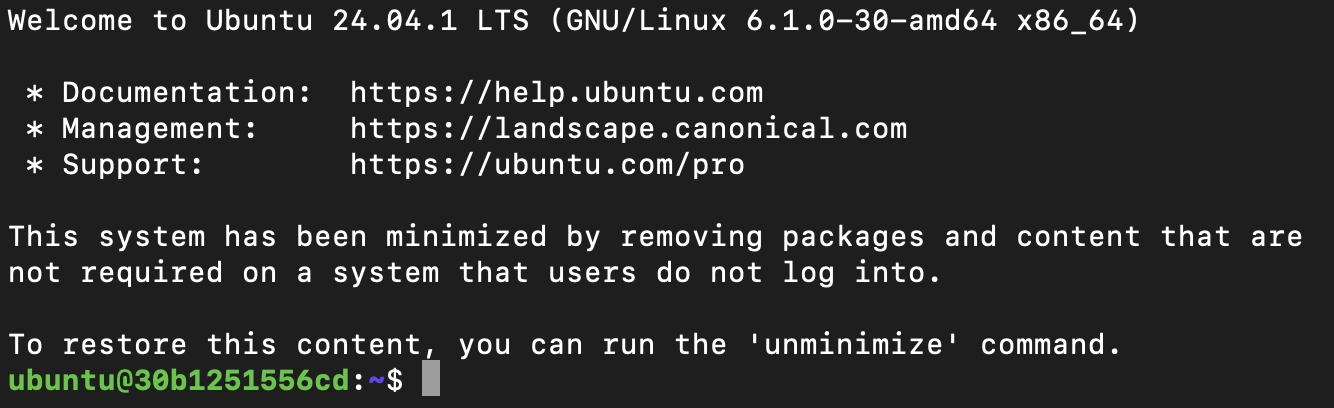 Welcome to Ubuntu 24.04.1 LTS (GNU/Linux 6.1.0-30-amd64 x86_64)

 * Documentation:  https://help.ubuntu.com
 * Management:     https://landscape.canonical.com
 * Support:        https://ubuntu.com/pro

This system has been minimized by removing packages and content that are
not required on a system that users do not log into.

To restore this content, you can run the 'unminimize' command.
ubuntu@30b1251556cd:~$